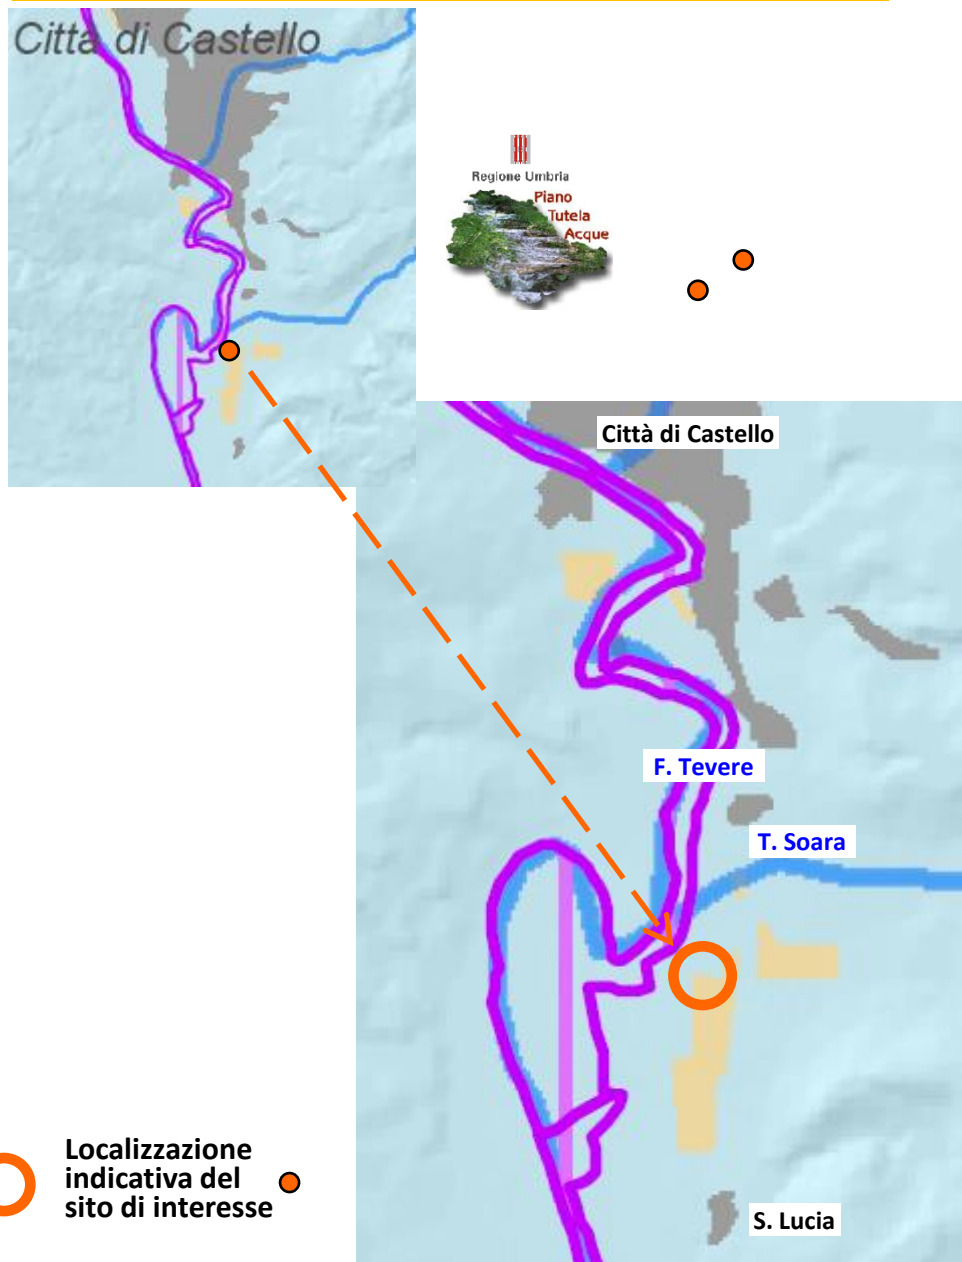 Città di Castello
Regione Umbria
Piano
Tutela
Acque
Città di Castello
F. Tevere
T. Soara
S. Lucia
Localizzazione
indicativa del
sito di interesse